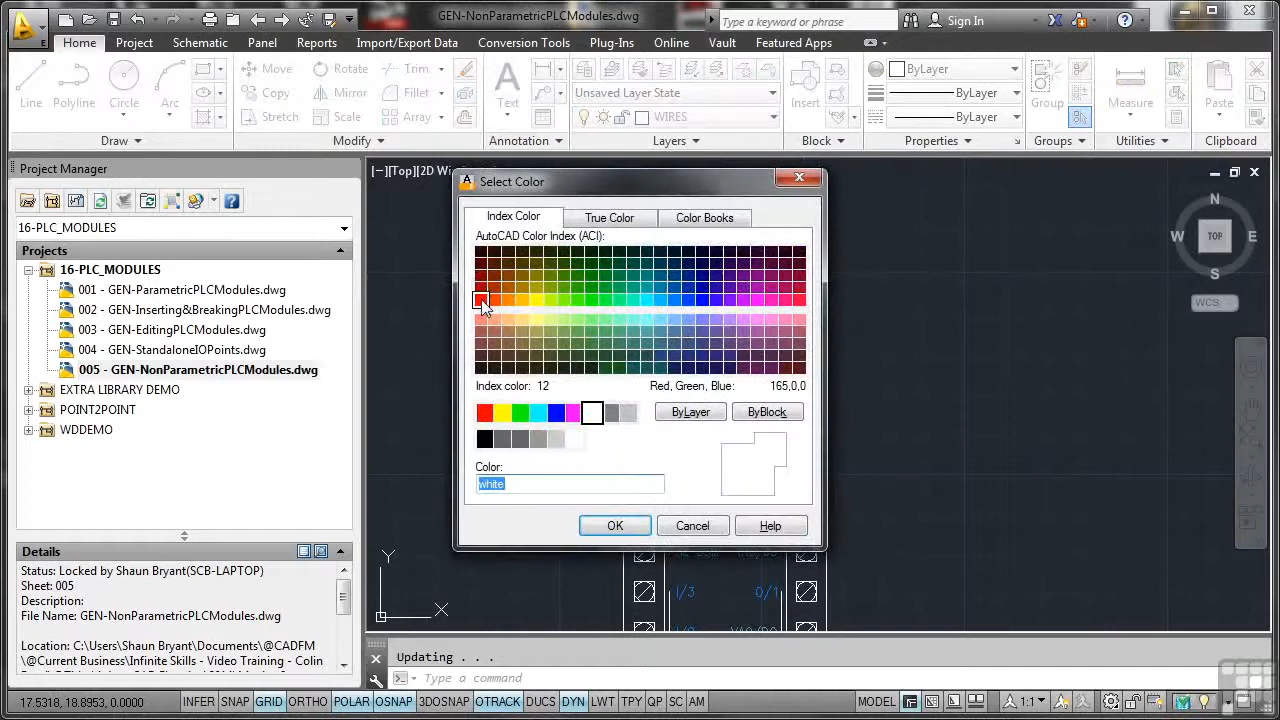 GEN-NonParametricPLCModules.dwg
Type a keyword or phrase
Sign In
Home Project Schematic Panel Reports Import/Export Data Conversion Tools Plug-Ins Online Vault Featured Apps
Line Polyline Circle Arc
Move Rotate Trim
Copy Mirror Fillet
Stretch Scale Array
Text
Unsaved Layer State
WIRES
Insert
ByLayer
ByLayer
ByLayer
Group
Measure
Paste
Draw Modify Annotation Layers Block Properties Groups Utilities Clipboard
Project Manager
16-PLC_MODULES
Projects
16-PLC_MODULES
001 - GEN-ParametricPLCModules.dwg
002 - GEN-Inserting&BreakingPLCModules.dwg
003 - GEN-EditingPLCModules.dwg
004 - GEN-StandaloneIOPoints.dwg
005 - GEN-NonParametricPLCModules.dwg
EXTRA LIBRARY DEMO
POINT2POINT
WDDEMO
Details
Status: Locked by Shaun Bryant(SCB-LAPTOP)
Sheet: 005
Description:
File Name: GEN-NonParametricPLCModules.dwg
Location: C:\Users\Shaun Bryant\Documents\@CADFM
\@Current Business\Infinite Skills - Video Training - Colin
[−][Top][2D Wi
Select Color
Index Color True Color Color Books
AutoCAD Color Index (ACI):
Index color: 12 Red, Green, Blue: 165,0,0
ByLayer ByBlock
Color:
white
OK Cancel Help
N
W TOP E
S
WCS
I/3 O/1
Y
X
Updating . . .
Type a command
17.5318, 18.8953, 0.0000 INFER SNAP GRID ORTHO POLAR OSNAP 3DOSNAP OTRACK DUCS DYN LWT TPY QP SC AM MODEL 1:1